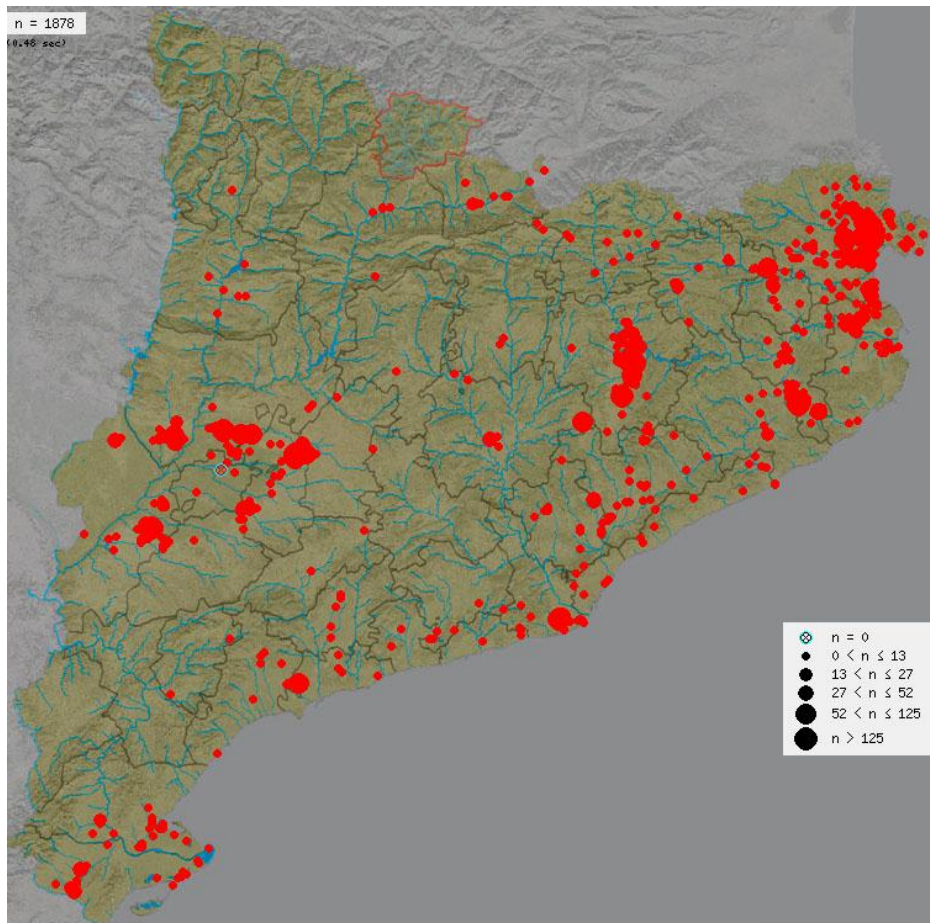 n = 1878
(0.48 sec)
n = 0
0 < n ≤ 13
13 < n ≤ 27
27 < n ≤ 52
52 < n ≤ 125
n > 125